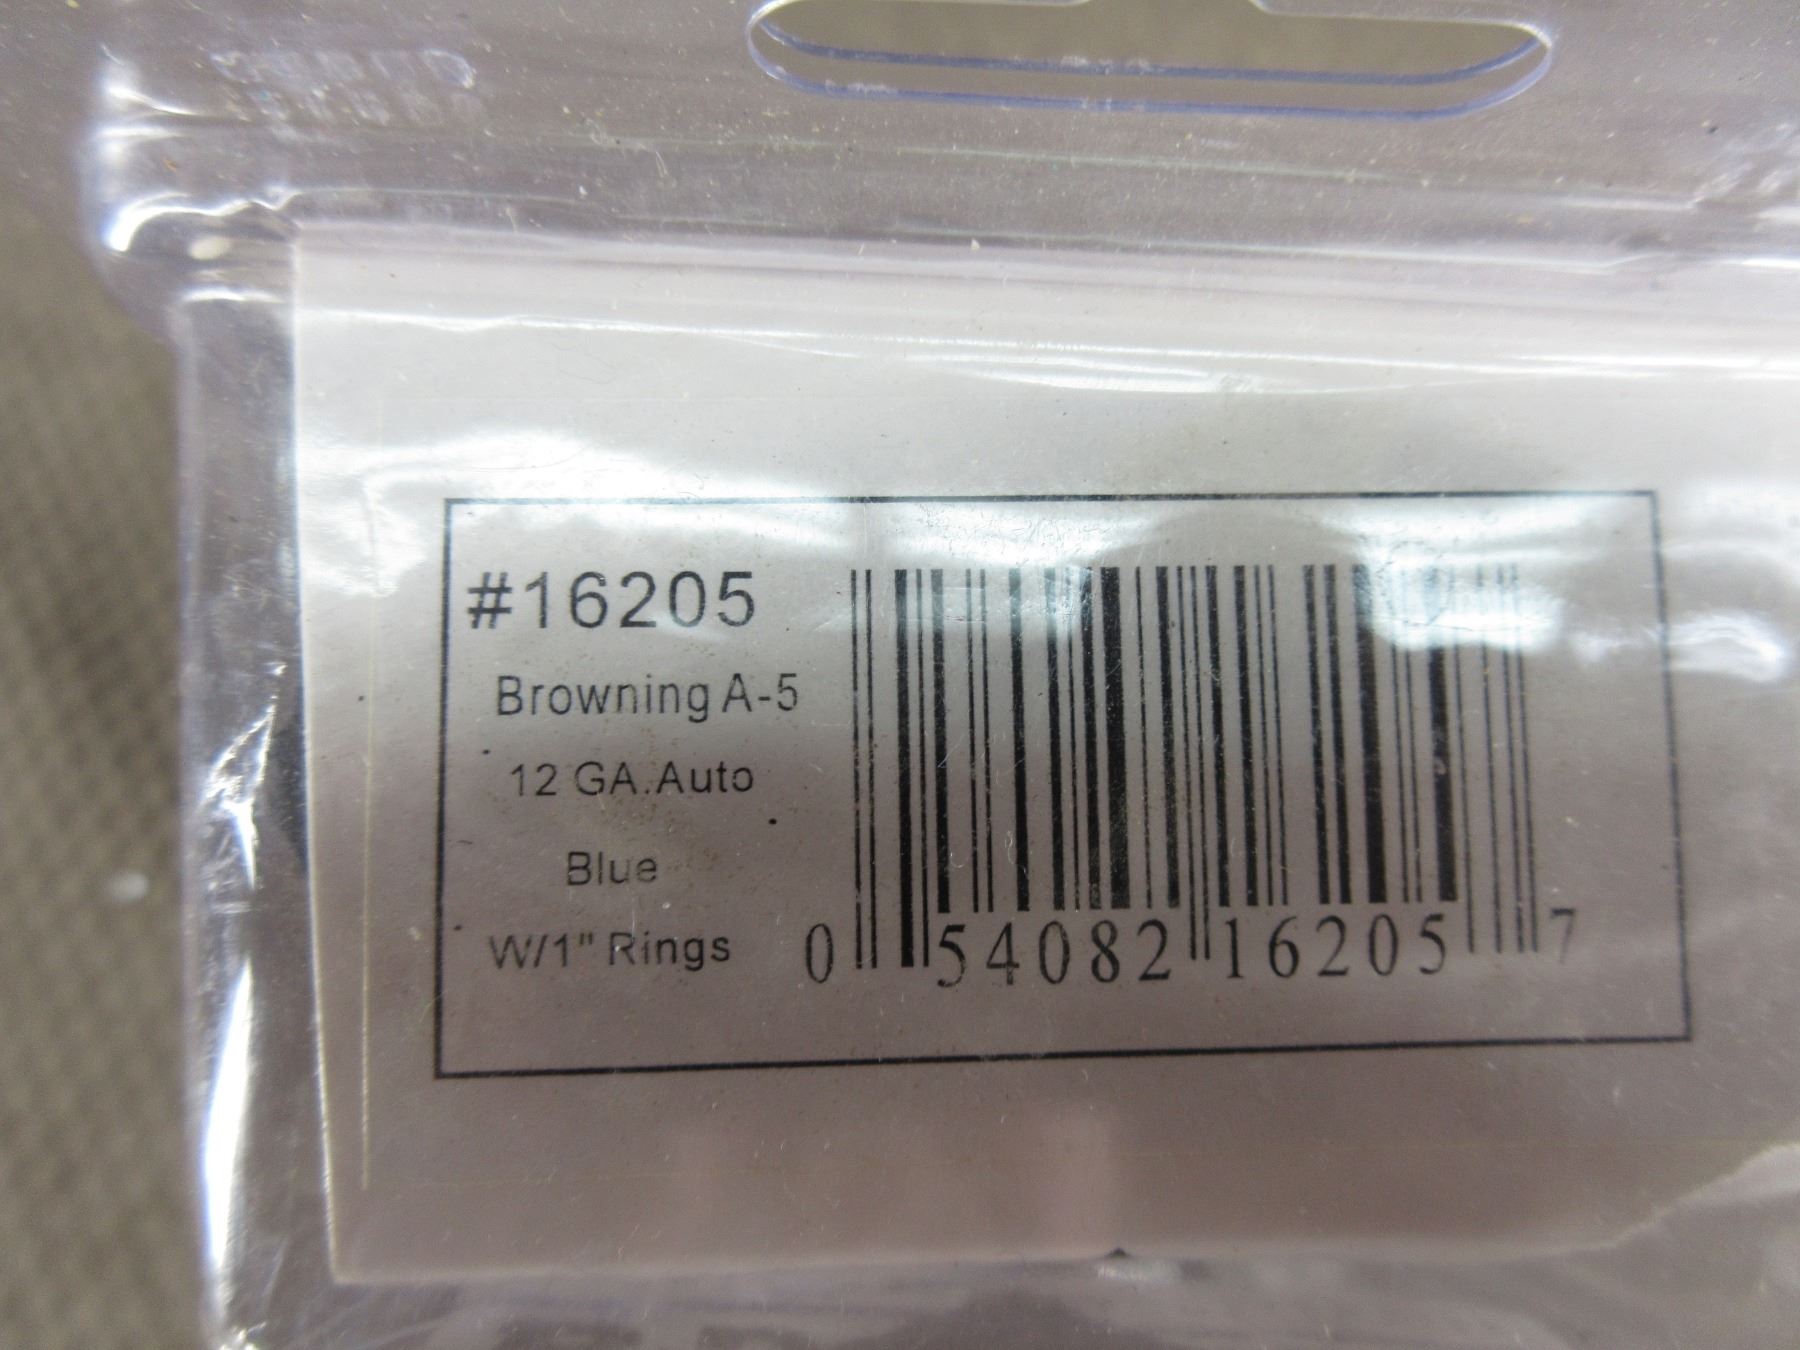 #16205
Browning A-5
12 GA.Auto
Blue
W/1" Rings
0 54082 16205 7